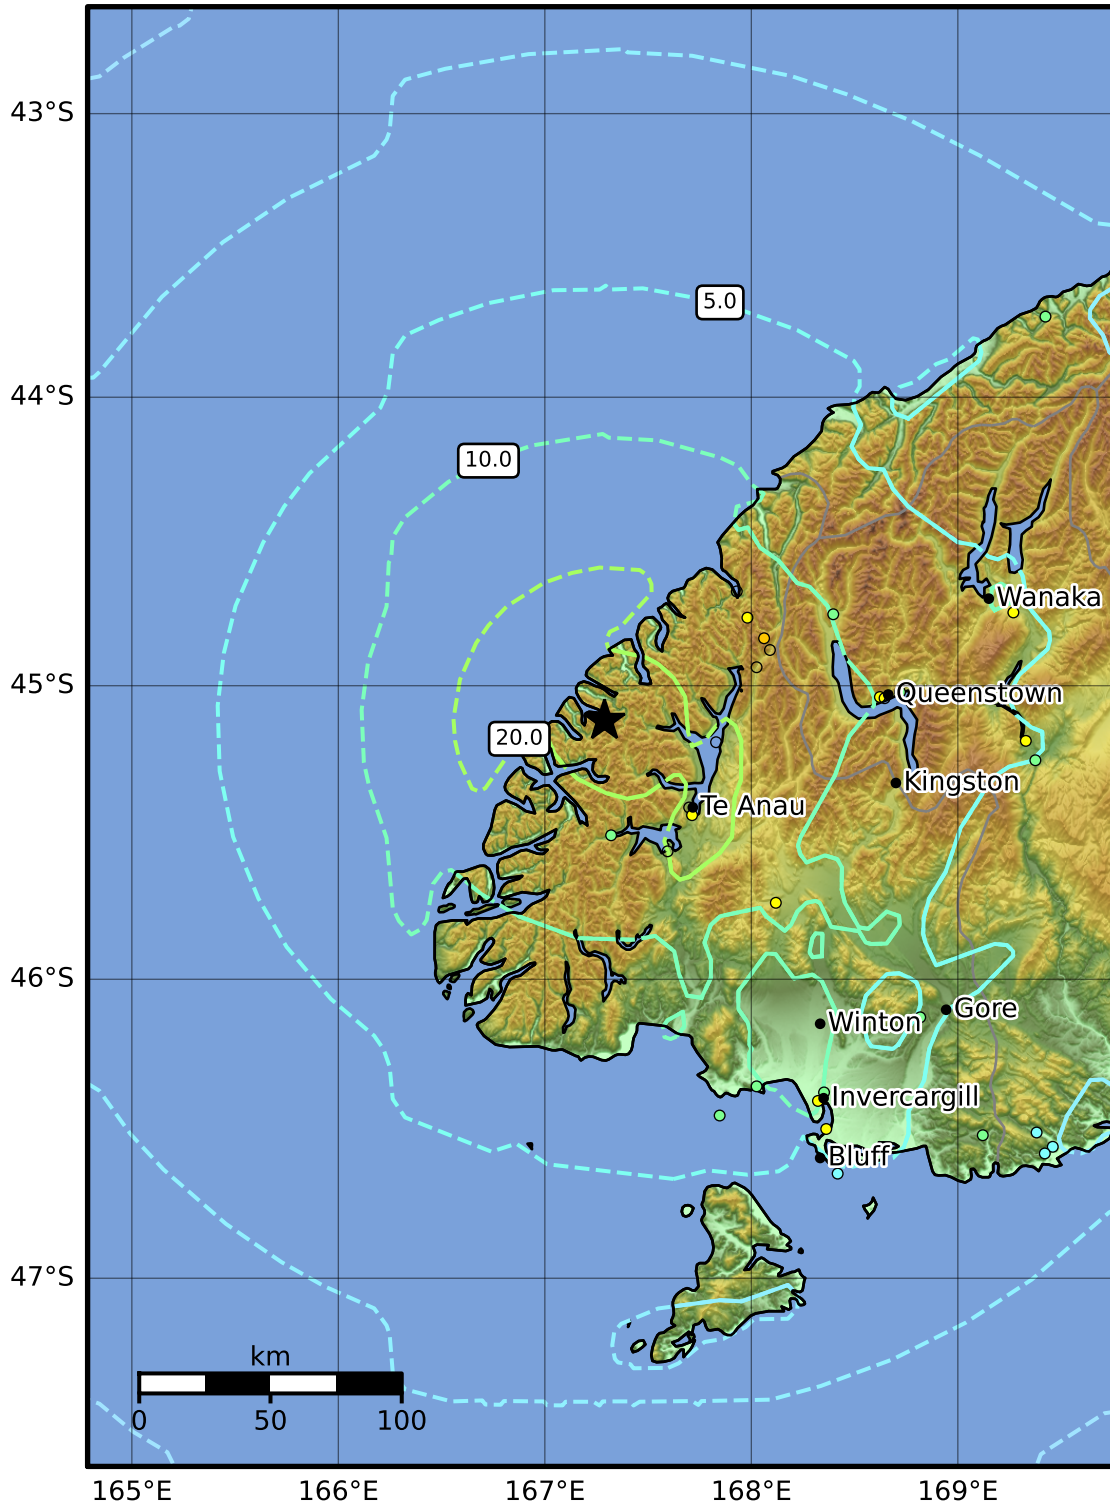 43°S
5.0
44°S
10.0
Wanaka
45°S
Queenstown
20.0
Kingston
Te Anau
46°S
Gore
Winton
Invercargill
Bluff
47°S
km
0 50 100
165°E 166°E 167°E 168°E 169°E